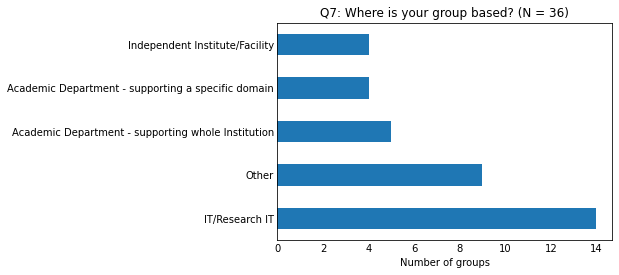 Q7: Where is your group based? (N = 36)
Independent Institute/Facility
Academic Department - supporting a specific domain
Academic Department - supporting whole Institution
Other
IT/Research IT
0 2 4 6 8 10 12 14
Number of groups